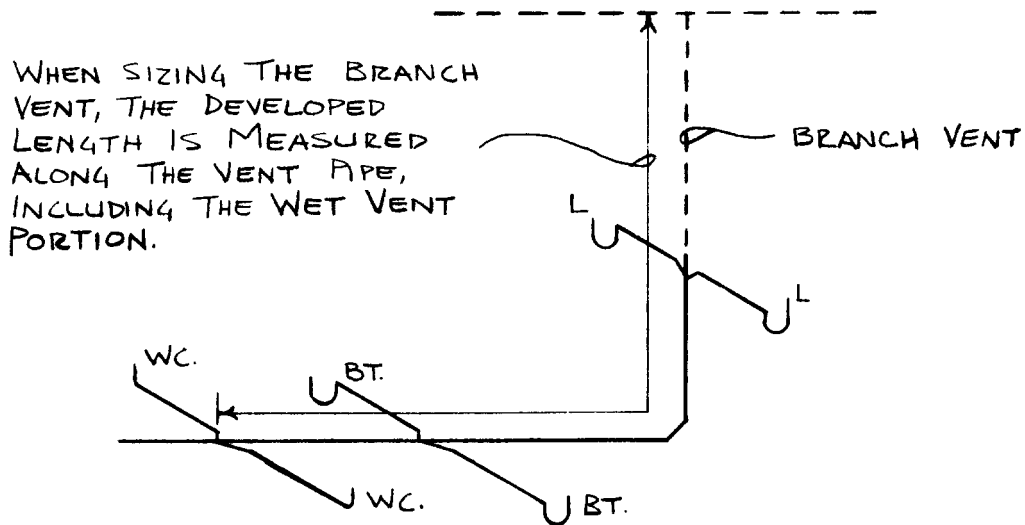 WHEN SIZING THE BRANCH
VENT, THE DEVELOPED
LENGTH IS MEASURED
ALONG THE VENT PIPE,
INCLUDING THE WET VENT
PORTION.
BRANCH VENT
L
L
WC.
BT.
WC.
BT.